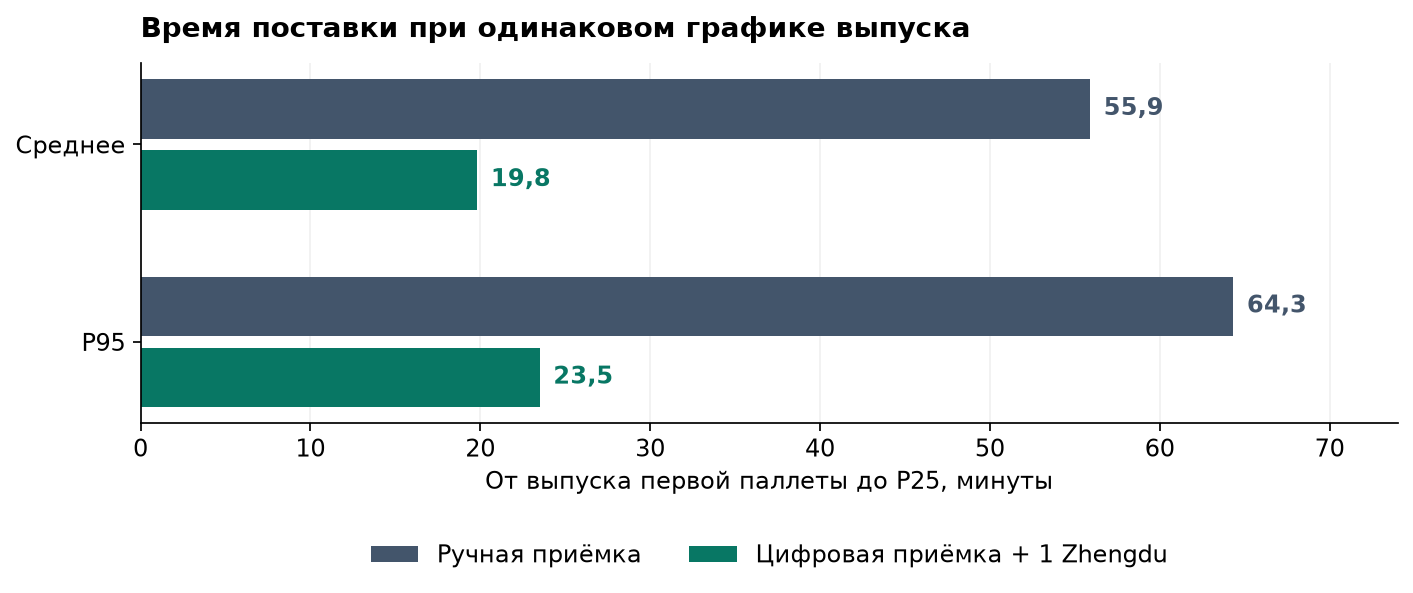 Время поставки при одинаковом графике выпуска
55,9
Среднее
19,8
64,3
P95
23,5
0 10 20 30 40 50 60 70
От выпуска первой паллеты до P25, минуты
Ручная приёмка Цифровая приёмка + 1 Zhengdu